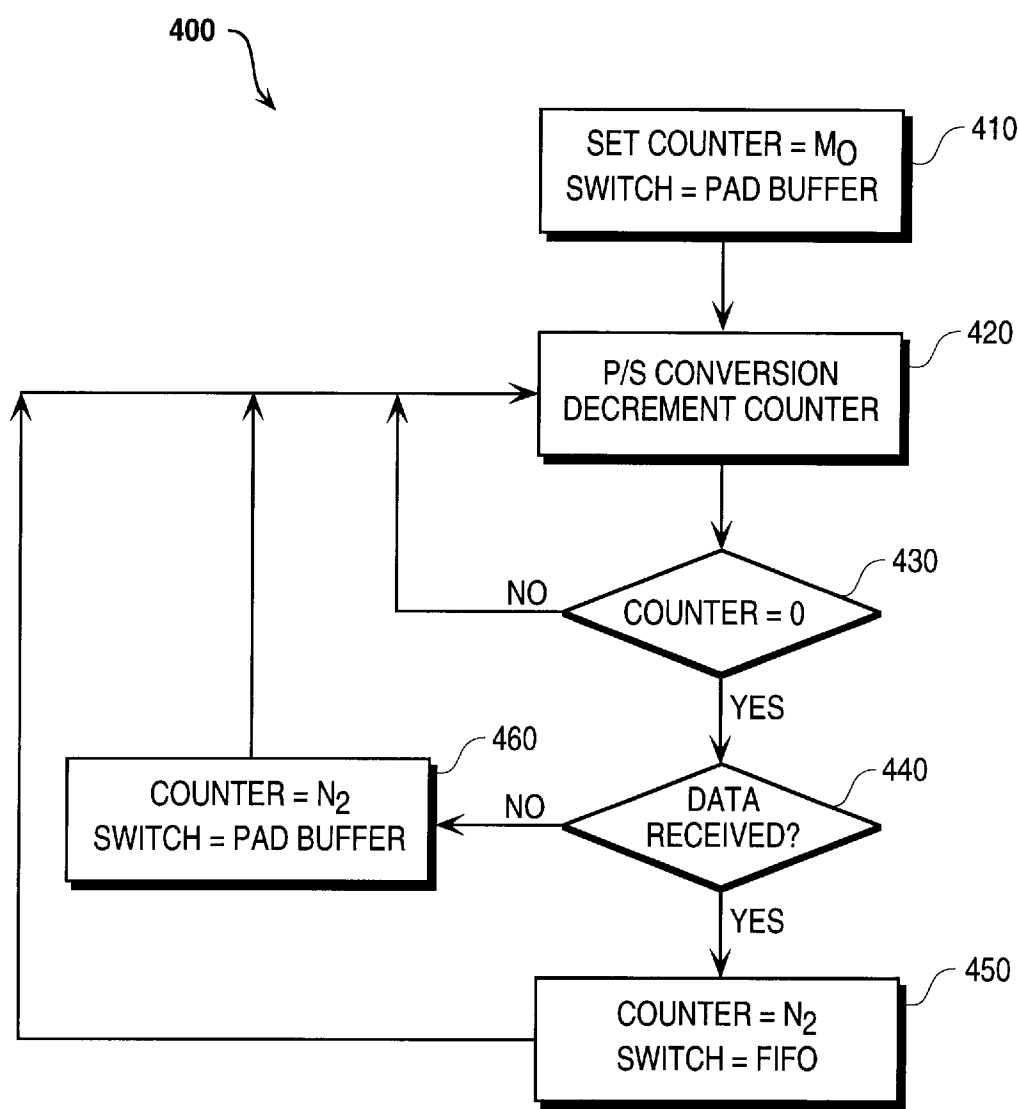 400
SET COUNTER = MO
SWITCH = PAD BUFFER
410
P/S CONVERSION
DECREMENT COUNTER
420
COUNTER = 0
430
NO
YES
DATA
RECEIVED?
440
NO
YES
COUNTER = N2
SWITCH = PAD BUFFER
460
COUNTER = N2
SWITCH = FIFO
450